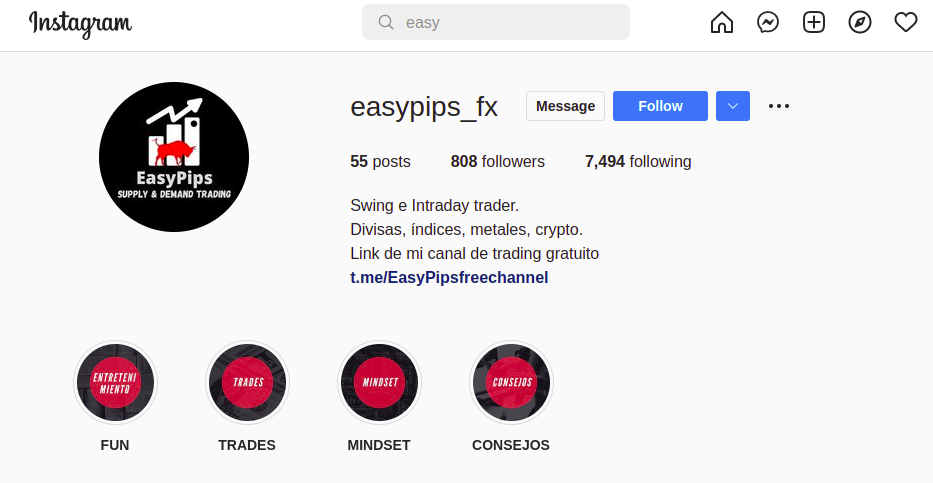 Instagram
easy
EasyPips
SUPPLY & DEMAND TRADING
easypips_fx
Message
Follow
55 posts
808 followers
7,494 following
Swing e Intraday trader.
Divisas, índices, metales, crypto.
Link de mi canal de trading gratuito
t.me/EasyPipsfreechannel
ENTRETENI
MIENTO
TRADES
MINDSET
CONSEJOS
FUN
TRADES
MINDSET
CONSEJOS